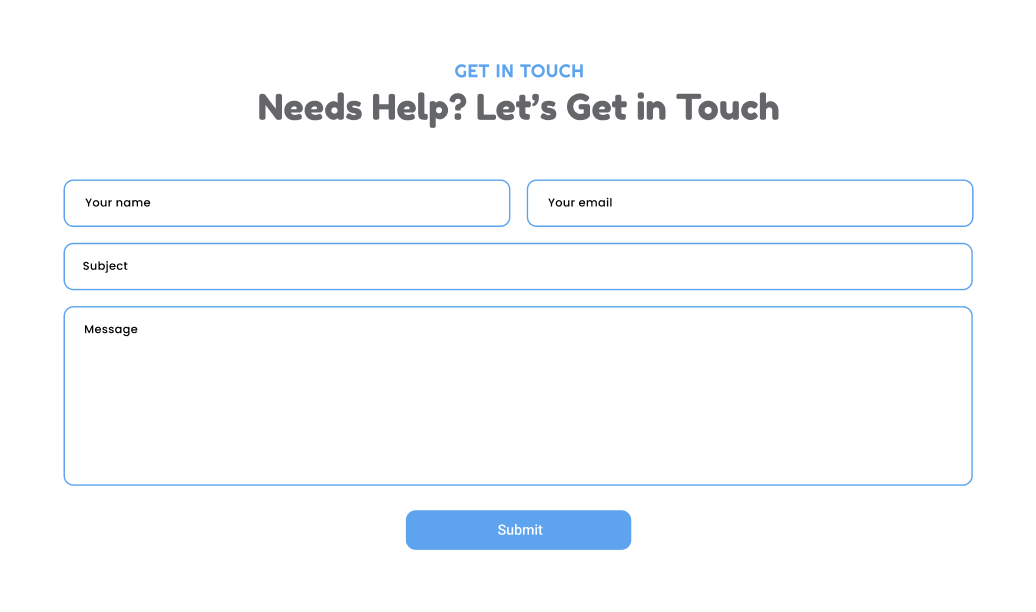 GET IN TOUCH
Needs Help? Let’s Get in Touch
Your name
Your email
Subject
Message
Submit